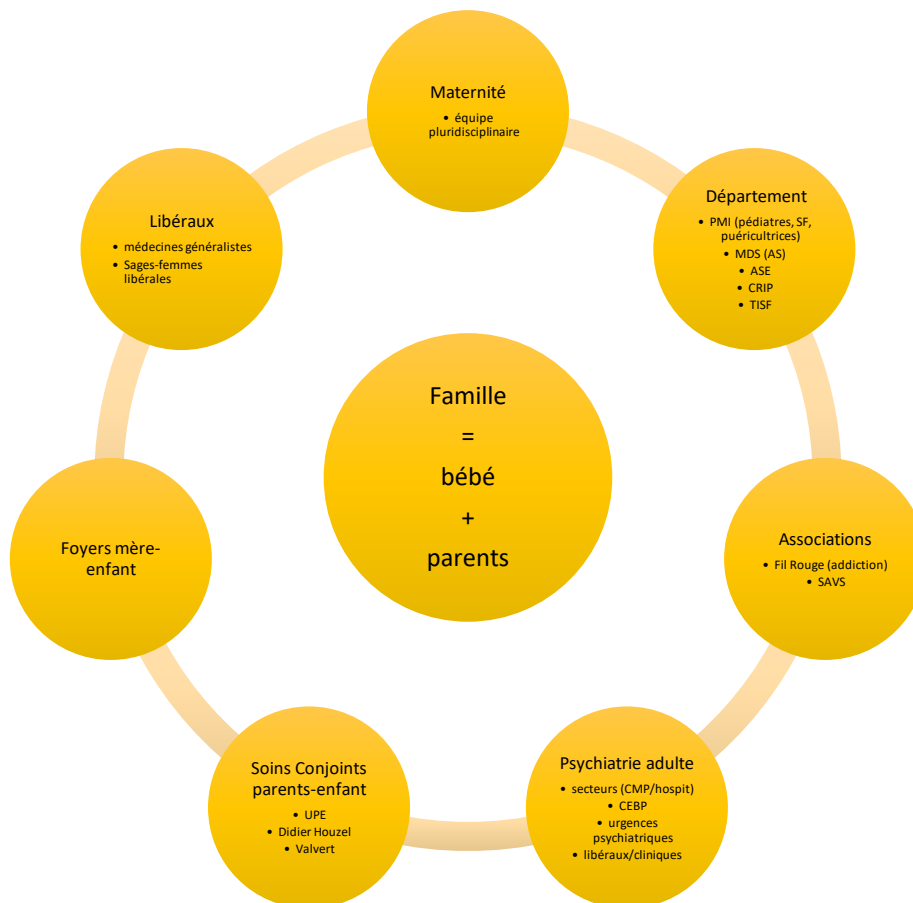 Maternité
• équipe
pluridisciplinaire
Département
• PMI (pédiatres, SF,
puéricultrices)
• MDS (AS)
• ASE
• CRIP
• TISF
Associations
• Fil Rouge (addiction)
• SAVS
Psychiatrie adulte
• secteurs (CMP/hospit)
• CEBP
• urgences
psychiatriques
• libéraux/cliniques
Soins Conjoints
parents-enfant
• UPE
• Didier Houzel
• Valvert
Foyers mère-
enfant
Libéraux
• médecines généralistes
• Sages-femmes
libérales
Famille
=
bébé
+
parents